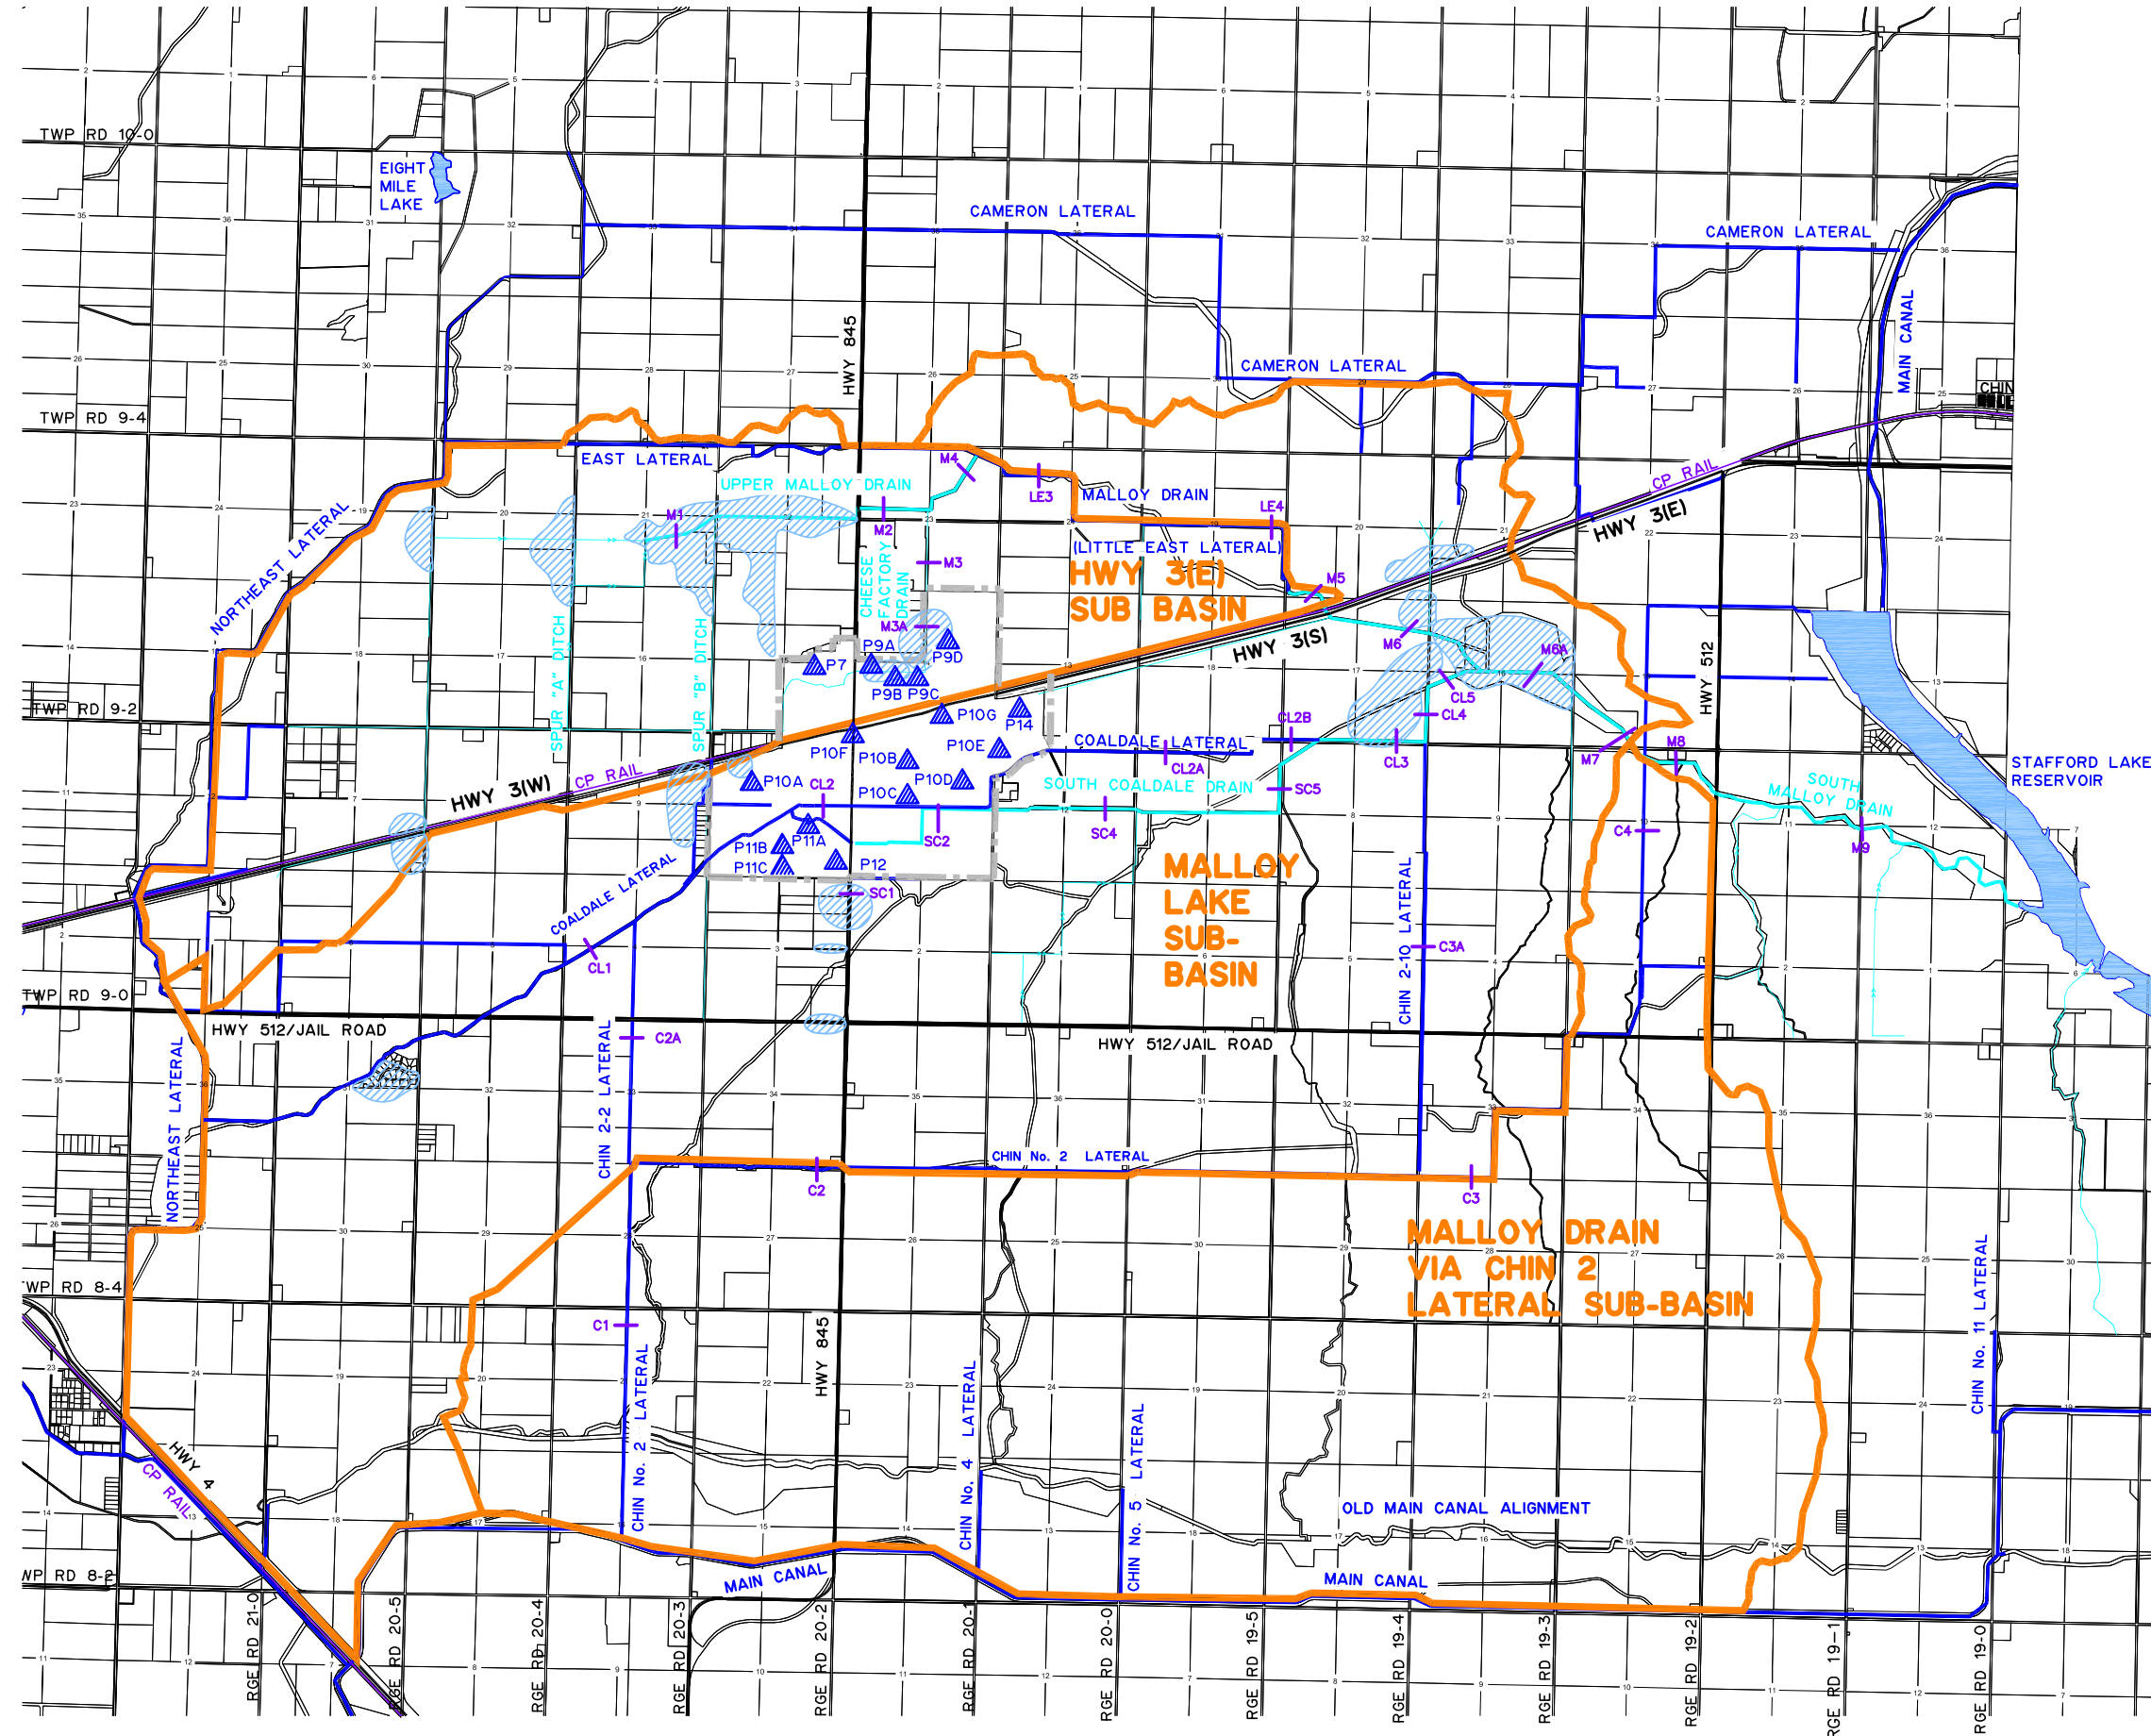 TWP RD 10-0
EIGHT
MILE
LAKE
CAMERON LATERAL
CAMERON LATERAL
MAIN CANAL
HWY 845
CAMERON LATERAL
TWP RD 9-4
EAST LATERAL
UPPER MALLOY DRAIN
M4
LE3
MALLOY DRAIN
LE4
CP RAIL
HWY 3(E)
NORTHEAST LATERAL
M1
M2
M3
CHEESE
FACTORY
DRAIN
(LITTLE EAST LATERAL)
HWY 3(E)
SUB BASIN
M5
M3A
M6
M6A
HWY 3(S)
HWY 512
SPUR "A" DITCH
SPUR "B" DITCH
P7
P9A
P9B
P9C
P9D
TWP RD 9-2
P10G
P14
P10F
P10B
P10E
P10A
P10D
P10C
CL5
CL4
CL2B
CL3
COALDALE LATERAL
CL2A
SOUTH COALDALE DRAIN
SC5
M7
M8
STAFFORD LAKE
RESERVOIR
SOUTH
MALLOY DRAIN
HWY 3(W)
CP RAIL
CL2
SC2
SC4
C4
M9
P11A
P11B
P11C
P12
SC1
COALDALE LATERAL
CL1
MALLOY
LAKE
SUB-
BASIN
CHIN 2-10 LATERAL
C3A
TWP RD 9-0
HWY 512/JAIL ROAD
HWY 512/JAIL ROAD
C2A
CHIN 2-2 LATERAL
NORTHEAST LATERAL
CHIN No. 2 LATERAL
C2
C3
MALLOY DRAIN
VIA CHIN 2
LATERAL SUB-BASIN
WP RD 8-4
C1
CHIN No. 2 LATERAL
HWY 845
CHIN No. 4 LATERAL
CHIN No. 5 LATERAL
CHIN No. 11 LATERAL
HWY 4
CP RAIL
OLD MAIN CANAL ALIGNMENT
WP RD 8-2
MAIN CANAL
MAIN CANAL
RGE RD 21-0
RGE RD 20-5
RGE RD 20-4
RGE RD 20-3
RGE RD 20-2
RGE RD 20-1
RGE RD 20-0
RGE RD 19-5
RGE RD 19-4
RGE RD 19-3
RGE RD 19-2
RGE RD 19-1
RGE RD 19-0